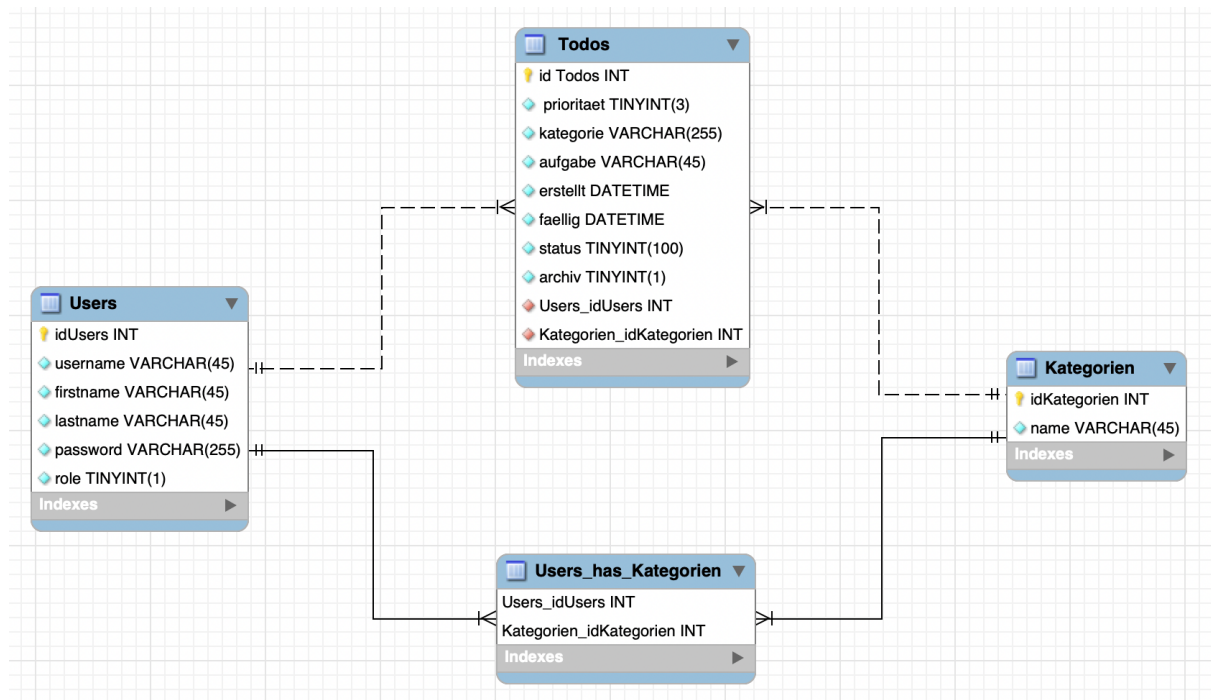 Todos
id Todos INT
prioritaet TINYINT(3)
kategorie VARCHAR(255)
aufgabe VARCHAR(45)
erstellt DATETIME
faellig DATETIME
status TINYINT(100)
archiv TINYINT(1)
Users_idUsers INT
Kategorien_idKategorien INT
Indexes
Users
idUsers INT
username VARCHAR(45)
firstname VARCHAR(45)
lastname VARCHAR(45)
password VARCHAR(255)
role TINYINT(1)
Indexes
Kategorien
idKategorien INT
name VARCHAR(45)
Indexes
Users_has_Kategorien
Users_idUsers INT
Kategorien_idKategorien INT
Indexes